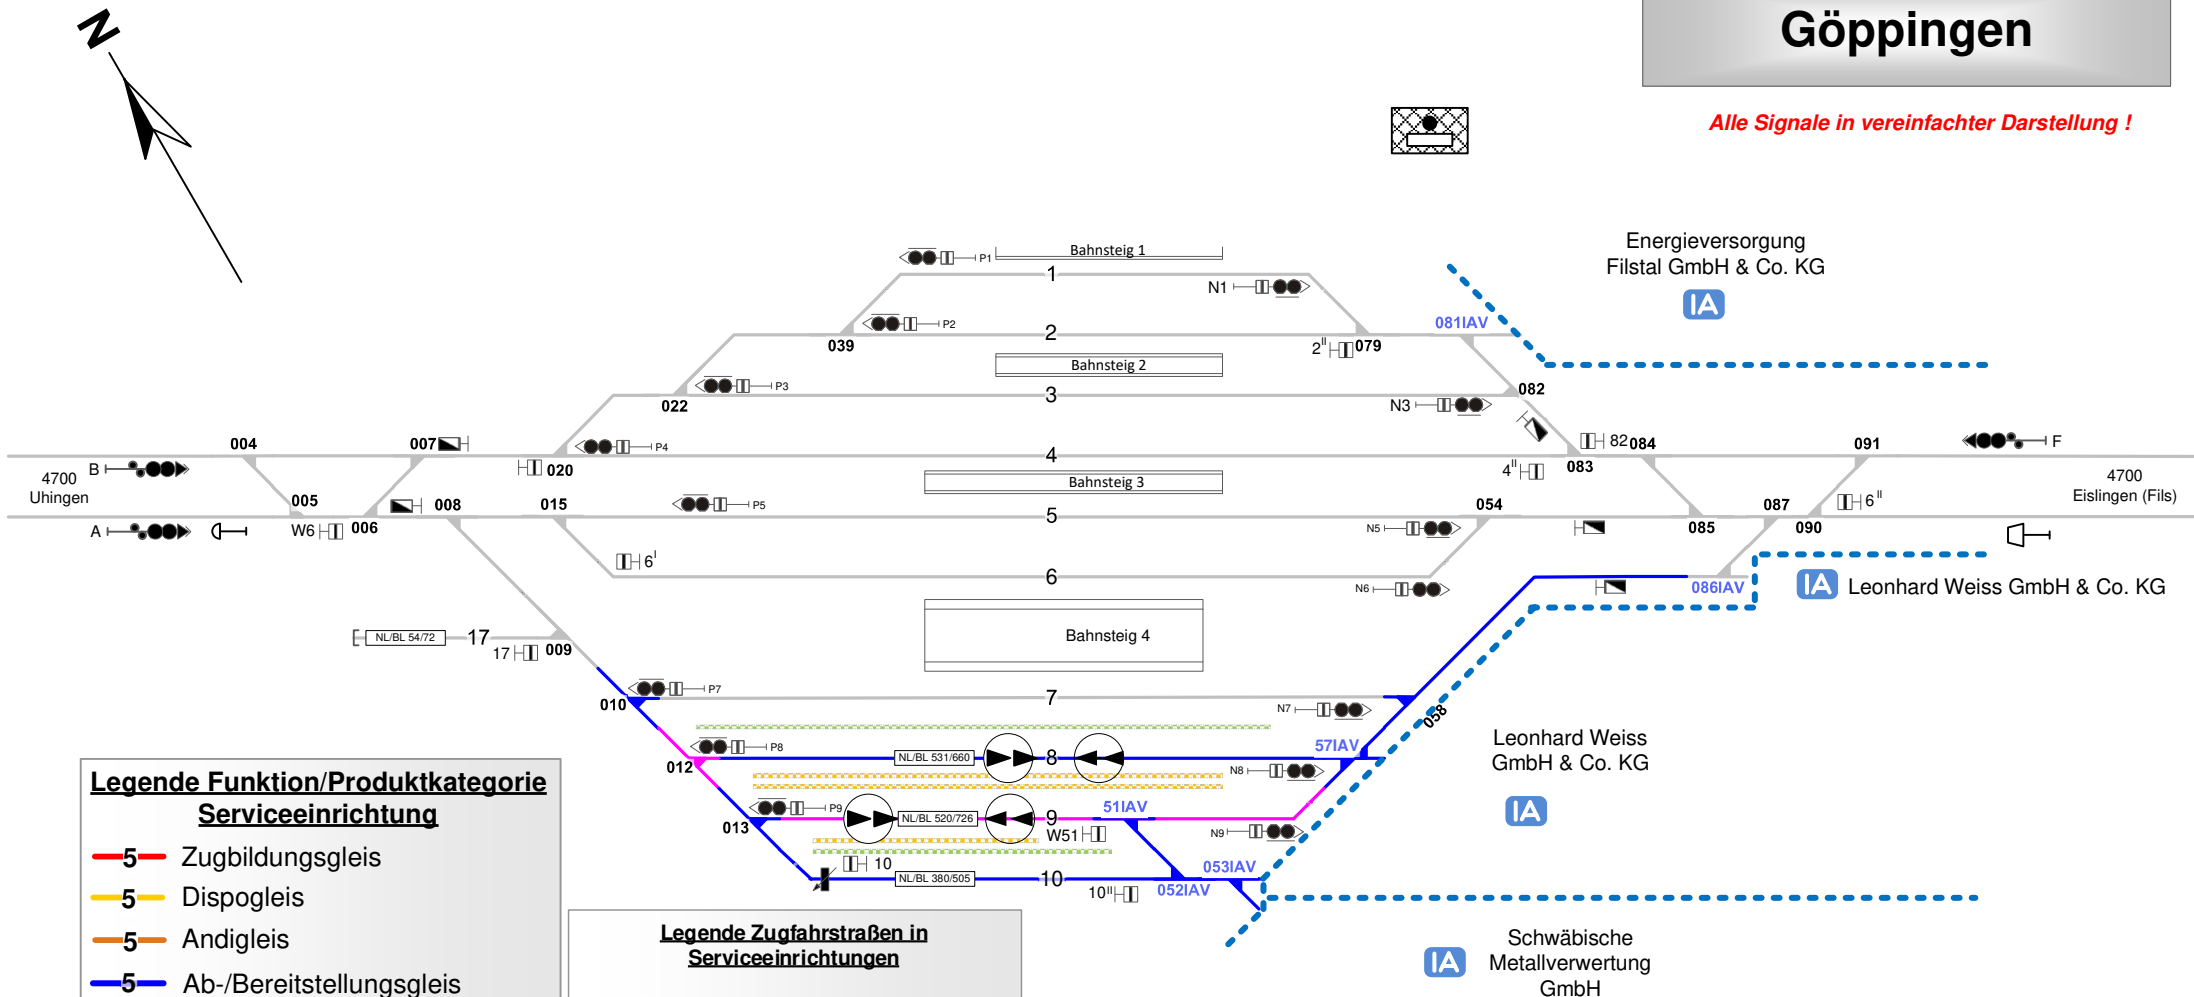 Göppingen
N
Alle Signale in vereinfachter Darstellung !
Energieversorgung
Filstal GmbH & Co. KG
IA
P1
Bahnsteig 1
1
N1
P2
2
081IAV
039
2II
079
P3
Bahnsteig 2
3
022
N3
082
004
007
P4
82
084
091
F
B
4700
Uhingen
020
4
4II
083
4700
Eislingen (Fils)
Bahnsteig 3
005
008
015
P5
5
054
087
6II
A
W6
006
N5
085
090
6I
6
N6
086IAV
IA
Leonhard Weiss GmbH & Co. KG
NL/BL 54/72
17
17
009
Bahnsteig 4
P7
010
7
N7
058
Leonhard Weiss
GmbH & Co. KG
IA
P8
012
NL/BL 531/660
8
57IAV
N8
P9
013
NL/BL 520/726
9
51IAV
W51
N9
10
NL/BL 380/505
10
10II
053IAV
052IAV
Schwäbische
Metallverwertung
GmbH
IA
Legende Funktion/Produktkategorie
Serviceeinrichtung
5 Zugbildungsgleis
5 Dispogleis
5 Andigleis
5 Ab-/Bereitstellungsgleis
Legende Zugfahrstraßen in
Serviceeinrichtungen